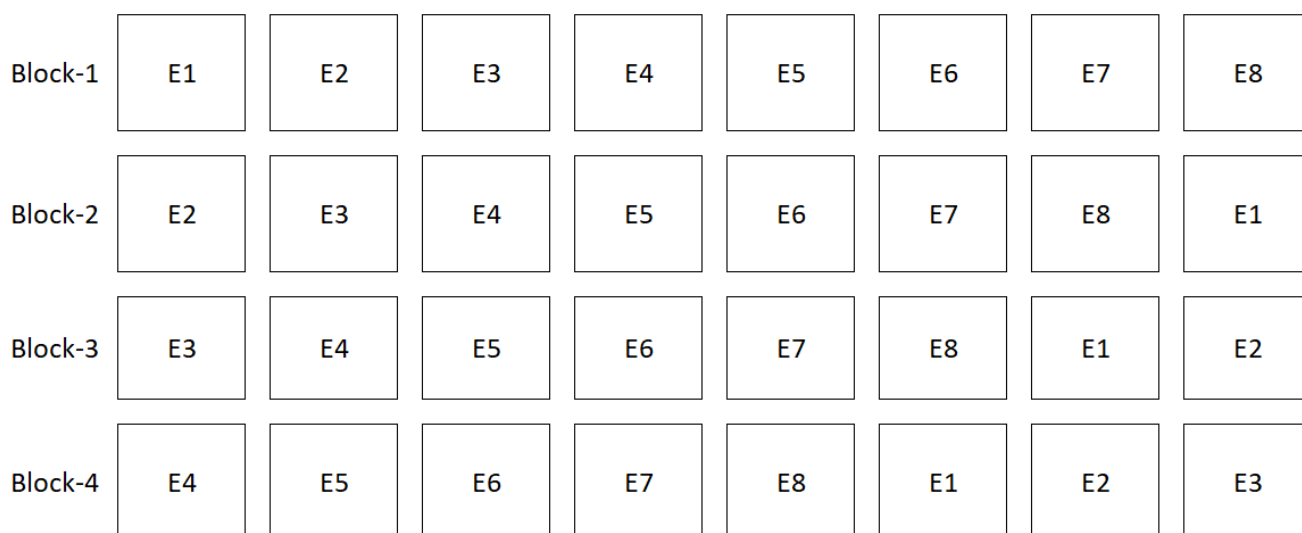 Block-1 E1 E2 E3 E4 E5 E6 E7 E8
Block-2 E2 E3 E4 E5 E6 E7 E8 E1
Block-3 E3 E4 E5 E6 E7 E8 E1 E2
Block-4 E4 E5 E6 E7 E8 E1 E2 E3